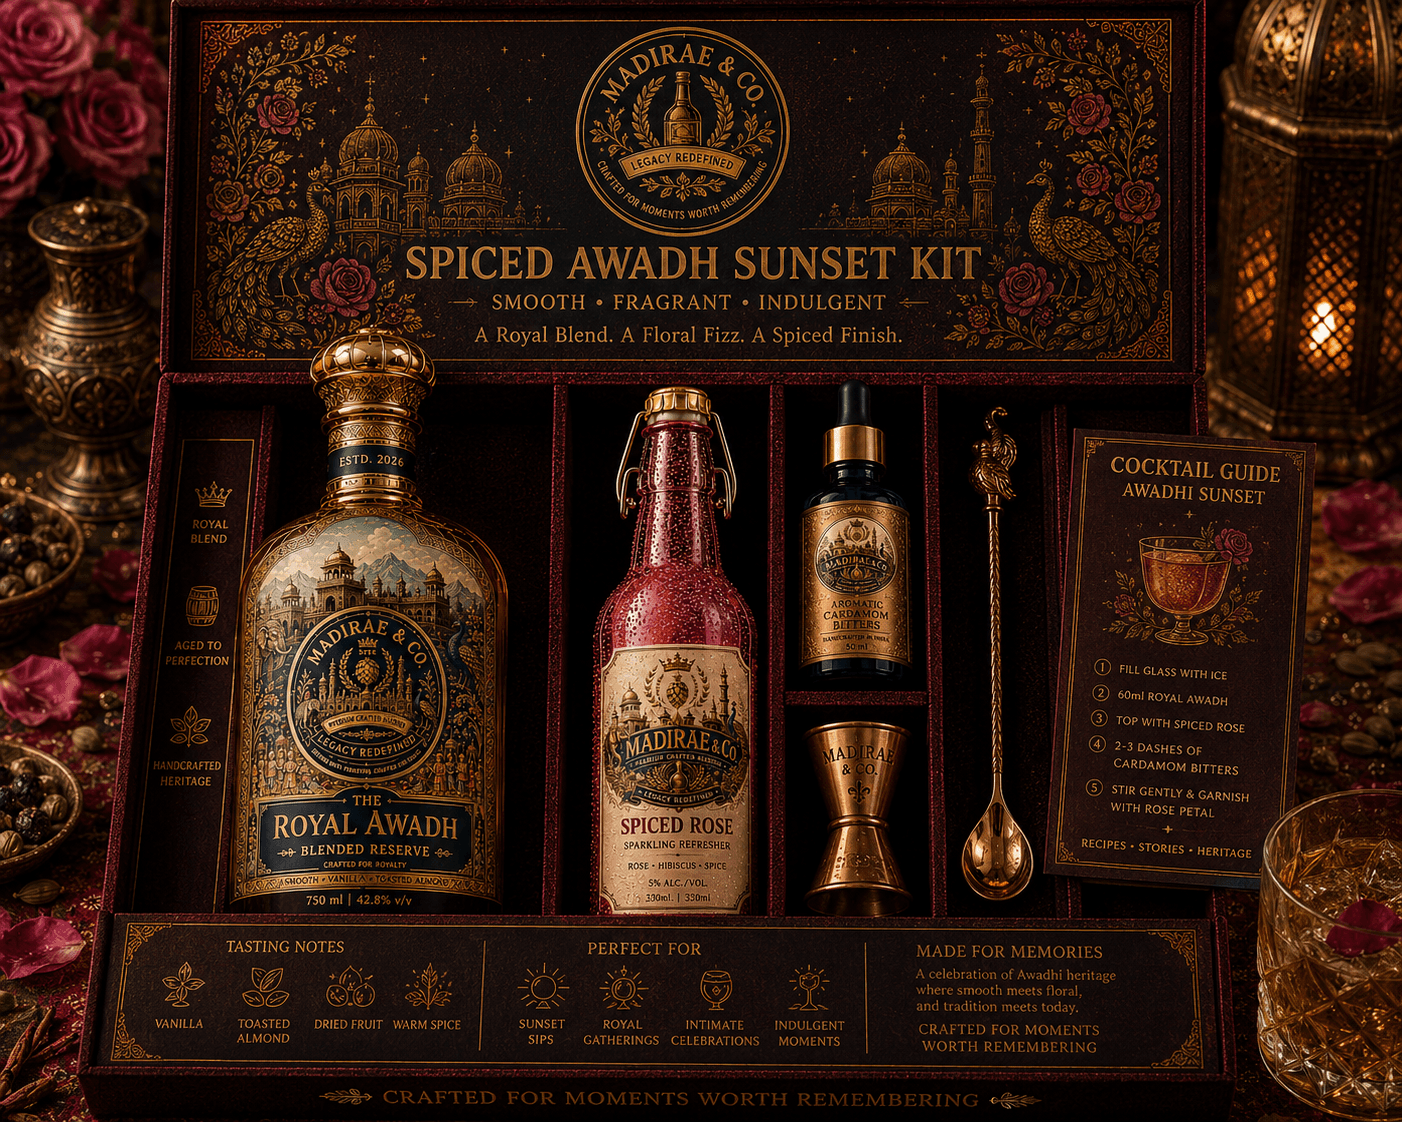 MADIRAE & CO.
LEGACY REDEFINED
CRAFTED FOR MOMENTS WORTH REMEMBERING
SPICED AWADH SUNSET KIT
SMOOTH • FRAGRANT • INDULGENT
A Royal Blend. A Floral Fizz. A Spiced Finish.
ROYAL
BLEND
AGED TO
PERFECTION
HANDCRAFTED
HERITAGE
ESTD. 2026
MADIRAE & CO.
LEGACY REDEFINED
THE
ROYAL AWADH
BLENDED RESERVE
CRAFTED FOR ROYALTY
SMOOTH • VANILLA • TOASTED ALMOND
750 ml | 42.8% v/v
MADIRAE & CO
LEGACY REDEFINED
SPICED ROSE
SPARKLING REFRESHER
ROSE • HIBISCUS • SPICE
5% ALC./VOL.
330ml. | 330ml
MADIRAE & CO
AROMATIC
CARDAMOM
BITTERS
50 ml
MADIRAE
& CO.
COCKTAIL GUIDE
AWADHI SUNSET
1 FILL GLASS WITH ICE
2 60ml ROYAL AWADH
3 TOP WITH SPICED ROSE
4 2-3 DASHES OF
CARDAMOM BITTERS
5 STIR GENTLY & GARNISH
WITH ROSE PETAL
RECIPES • STORIES • HERITAGE
TASTING NOTES
VANILLA
TOASTED
ALMOND
DRIED FRUIT
WARM SPICE
PERFECT FOR
SUNSET
SIPS
ROYAL
GATHERINGS
INTIMATE
CELEBRATIONS
INDULGENT
MOMENTS
MADE FOR MEMORIES
A celebration of Awadhi heritage
where smooth meets floral,
and tradition meets today.
CRAFTED FOR MOMENTS
WORTH REMEMBERING
CRAFTED FOR MOMENTS WORTH REMEMBERING